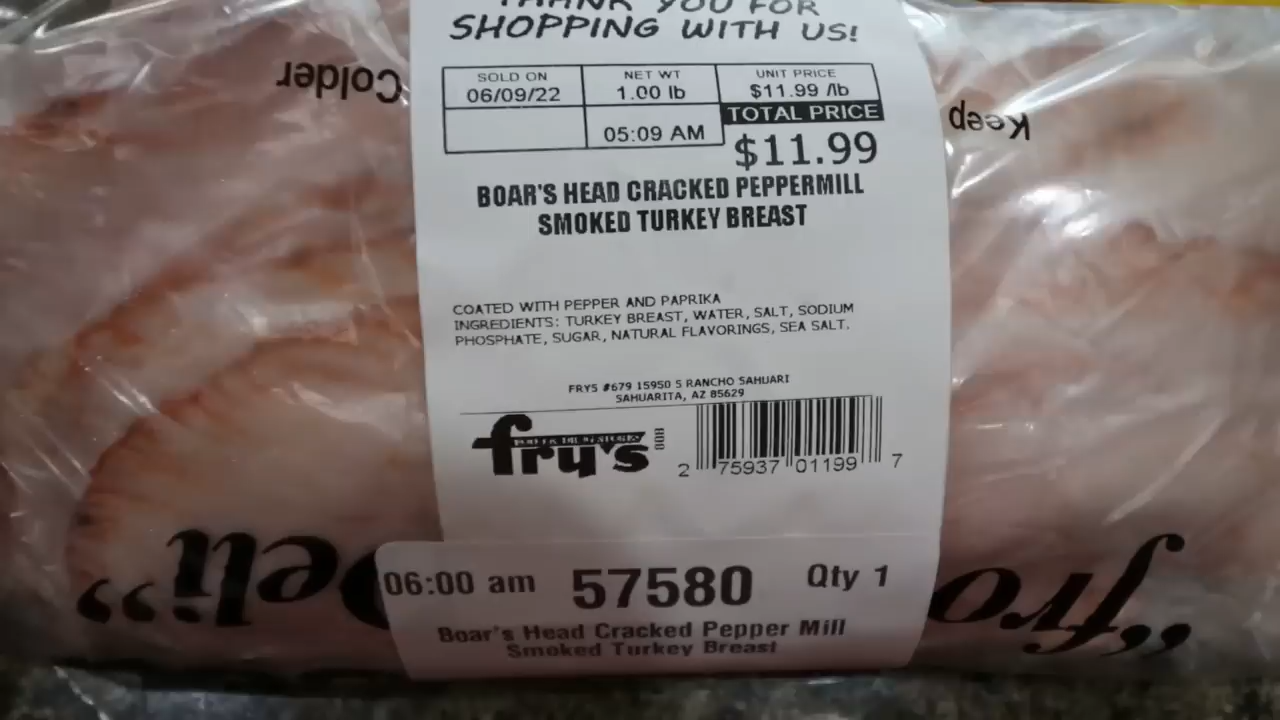 THANK YOU FOR
SHOPPING WITH US!
Colder
Keep
SOLD ON
06/09/22
NET WT
1.00 lb
UNIT PRICE
$11.99 /lb
05:09 AM
TOTAL PRICE
$11.99
BOAR'S HEAD CRACKED PEPPERMILL
SMOKED TURKEY BREAST
COATED WITH PEPPER AND PAPRIKA
INGREDIENTS: TURKEY BREAST, WATER, SALT, SODIUM
PHOSPHATE, SUGAR, NATURAL FLAVORINGS, SEA SALT.
FRYS #679 15950 S RANCHO SAHUARI
SAHUARITA, AZ 85629
fry's
2 75937 01199 7
06:00 am 57580 Qty 1
Boar's Head Cracked Pepper Mill
Smoked Turkey Breast
"fro
Deli"